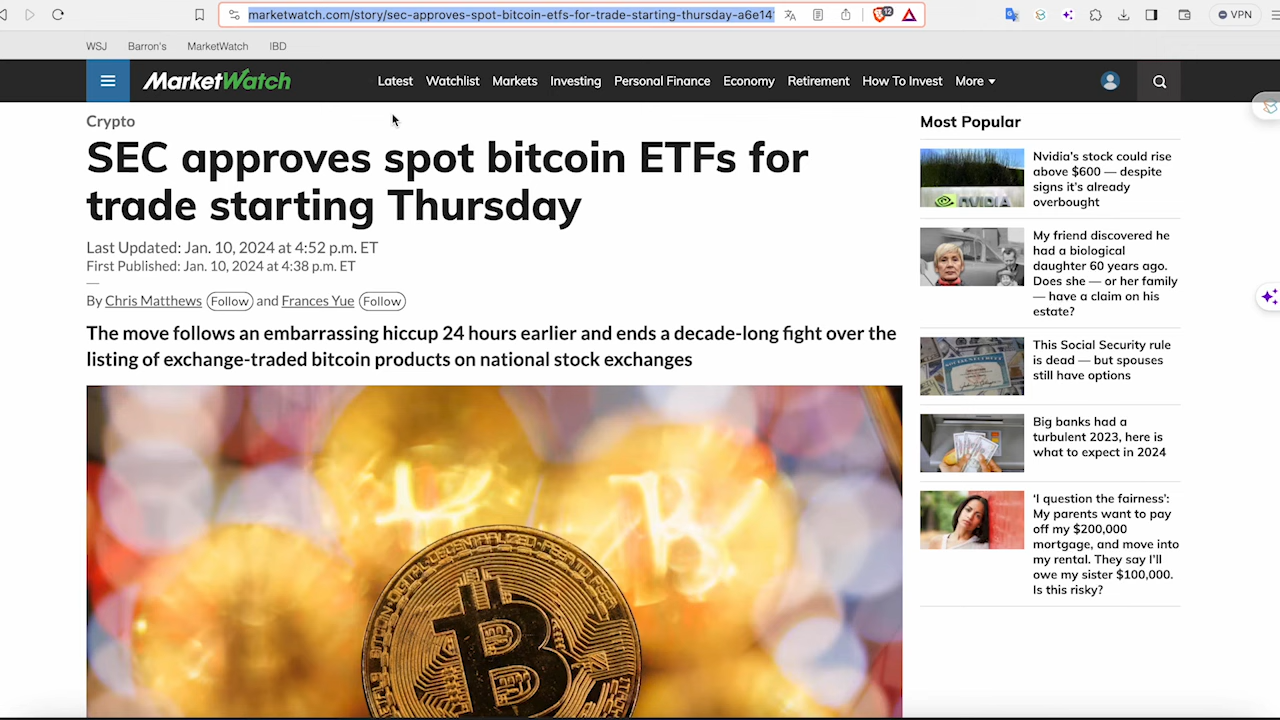 marketwatch.com/story/sec-approves-spot-bitcoin-etfs-for-trade-starting-thursday-a6e14
12
VPN
WSJ Barron's MarketWatch IBD
MarketWatch
Latest Watchlist Markets Investing Personal Finance Economy Retirement How To Invest More
Crypto
SEC approves spot bitcoin ETFs for
trade starting Thursday
Last Updated: Jan. 10, 2024 at 4:52 p.m. ET
First Published: Jan. 10, 2024 at 4:38 p.m. ET
By Chris Matthews Follow and Frances Yue Follow
The move follows an embarrassing hiccup 24 hours earlier and ends a decade-long fight over the
listing of exchange-traded bitcoin products on national stock exchanges
Most Popular
Nvidia's stock could rise
above $600 — despite
signs it's already
overbought
NVIDIA
My friend discovered he
had a biological
daughter 60 years ago.
Does she — or her family
— have a claim on his
estate?
This Social Security rule
is dead — but spouses
still have options
Big banks had a
turbulent 2023, here is
what to expect in 2024
‘I question the fairness’:
My parents want to pay
off my $200,000
mortgage, and move into
my rental. They say I'll
owe my sister $100,000.
Is this risky?